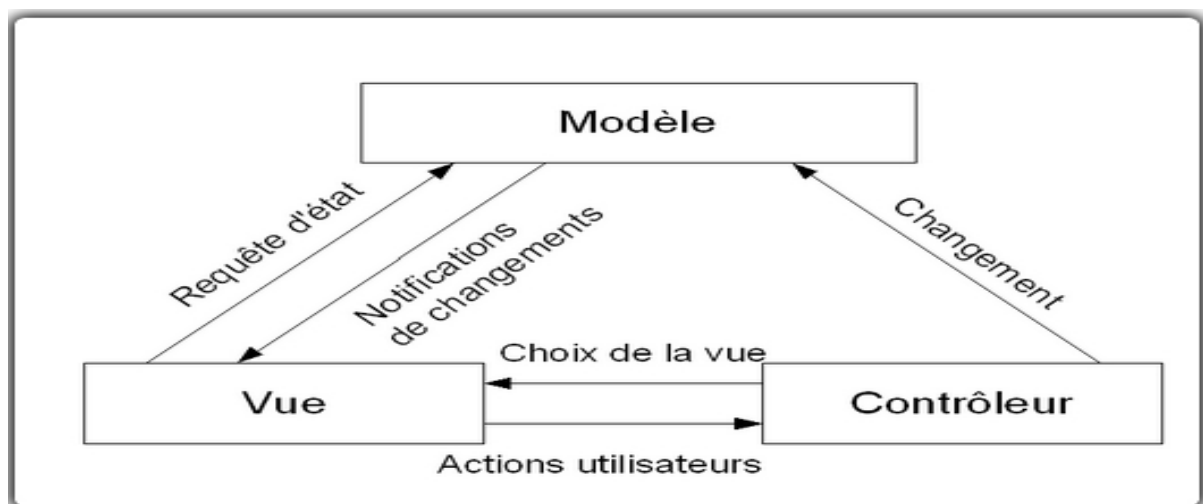 Modèle
Requête d'état
Notifications
de changements
Changement
Choix de la vue
Vue
Contrôleur
Actions utilisateurs